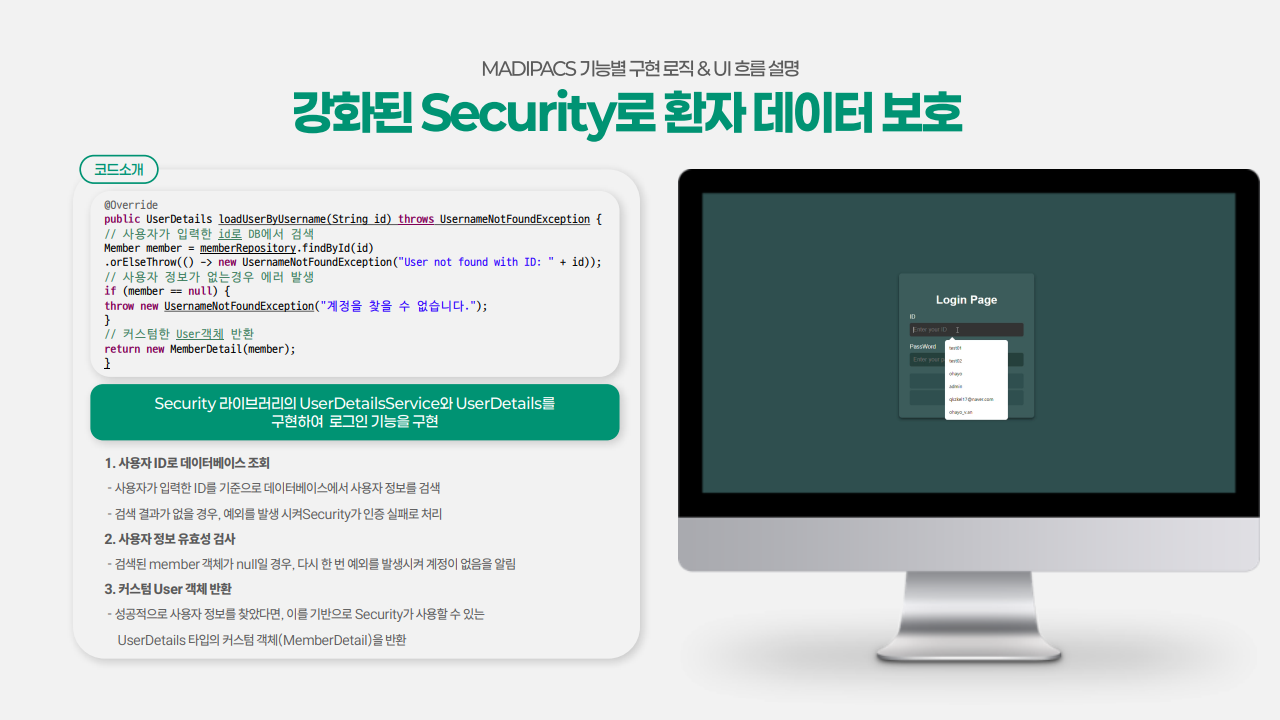 MADIPACS 기능별 구현 로직 & UI 흐름 설명
강화된 Security로 환자 데이터 보호
코드소개
@Override
public UserDetails loadUserByUsername(String id) throws UsernameNotFoundException {
// 사용자가 입력한 id로 DB에서 검색
Member member = memberRepository.findById(id)
.orElseThrow(() -> new UsernameNotFoundException("User not found with ID: " + id));
// 사용자 정보가 없는경우 에러 발생
if (member == null) {
throw new UsernameNotFoundException("계정을 찾을 수 없습니다.");
}
// 커스텀한 User객체 반환
return new MemberDetail(member);
}
Security 라이브러리의 UserDetailsService와 UserDetails를
구현하여 로그인 기능을 구현
1. 사용자 ID로 데이터베이스 조회
- 사용자가 입력한 ID를 기준으로 데이터베이스에서 사용자 정보를 검색
- 검색 결과가 없을 경우, 예외를 발생 시켜Security가 인증 실패로 처리
2. 사용자 정보 유효성 검사
- 검색된 member 객체가 null일 경우, 다시 한 번 예외를 발생시켜 계정이 없음을 알림
3. 커스텀 User 객체 반환
- 성공적으로 사용자 정보를 찾았다면, 이를 기반으로 Security가 사용할 수 있는
UserDetails 타입의 커스텀 객체(MemberDetail)을 반환
Login Page
ID
Enter your ID
PassWord
Enter your
test01
test02
ohayo
admin
ohayo_v.sn